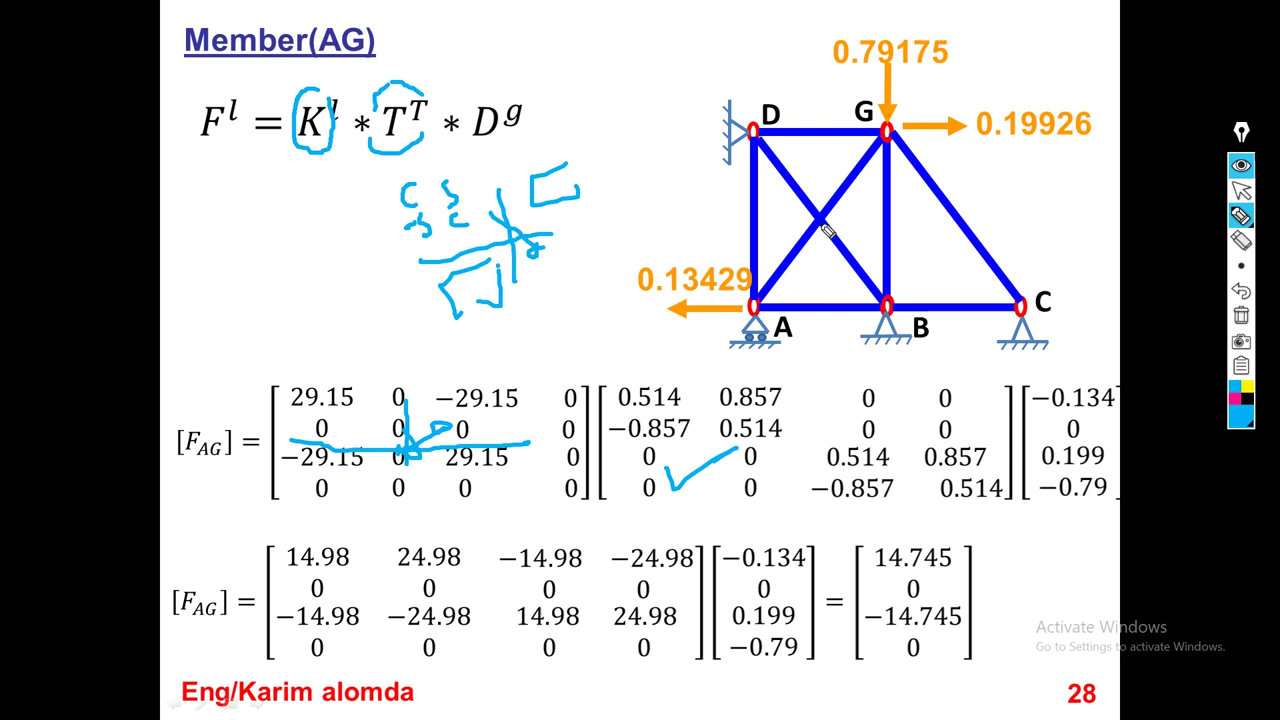 Member(AG)
F^l = K^l * T^T * D^g
C S
-S C
0.79175
D
G
0.19926
0.13429
A
B
C
[F_AG] = [29.15 0 −29.15 0] [0.514 0.857 0 0] [−0.134]
[0 0 0 0] [−0.857 0.514 0 0] [0]
[−29.15 0 29.15 0] [0 0 0.514 0.857] [0.199]
[0 0 0 0] [0 0 −0.857 0.514] [−0.79]
[F_AG] = [14.98 24.98 −14.98 −24.98] [−0.134] = [14.745]
[0 0 0 0] [0] [0]
[−14.98 −24.98 14.98 24.98] [0.199] [−14.745]
[0 0 0 0] [−0.79] [0]
Activate Windows
Go to Settings to activate Windows.
Eng/Karim alomda
28